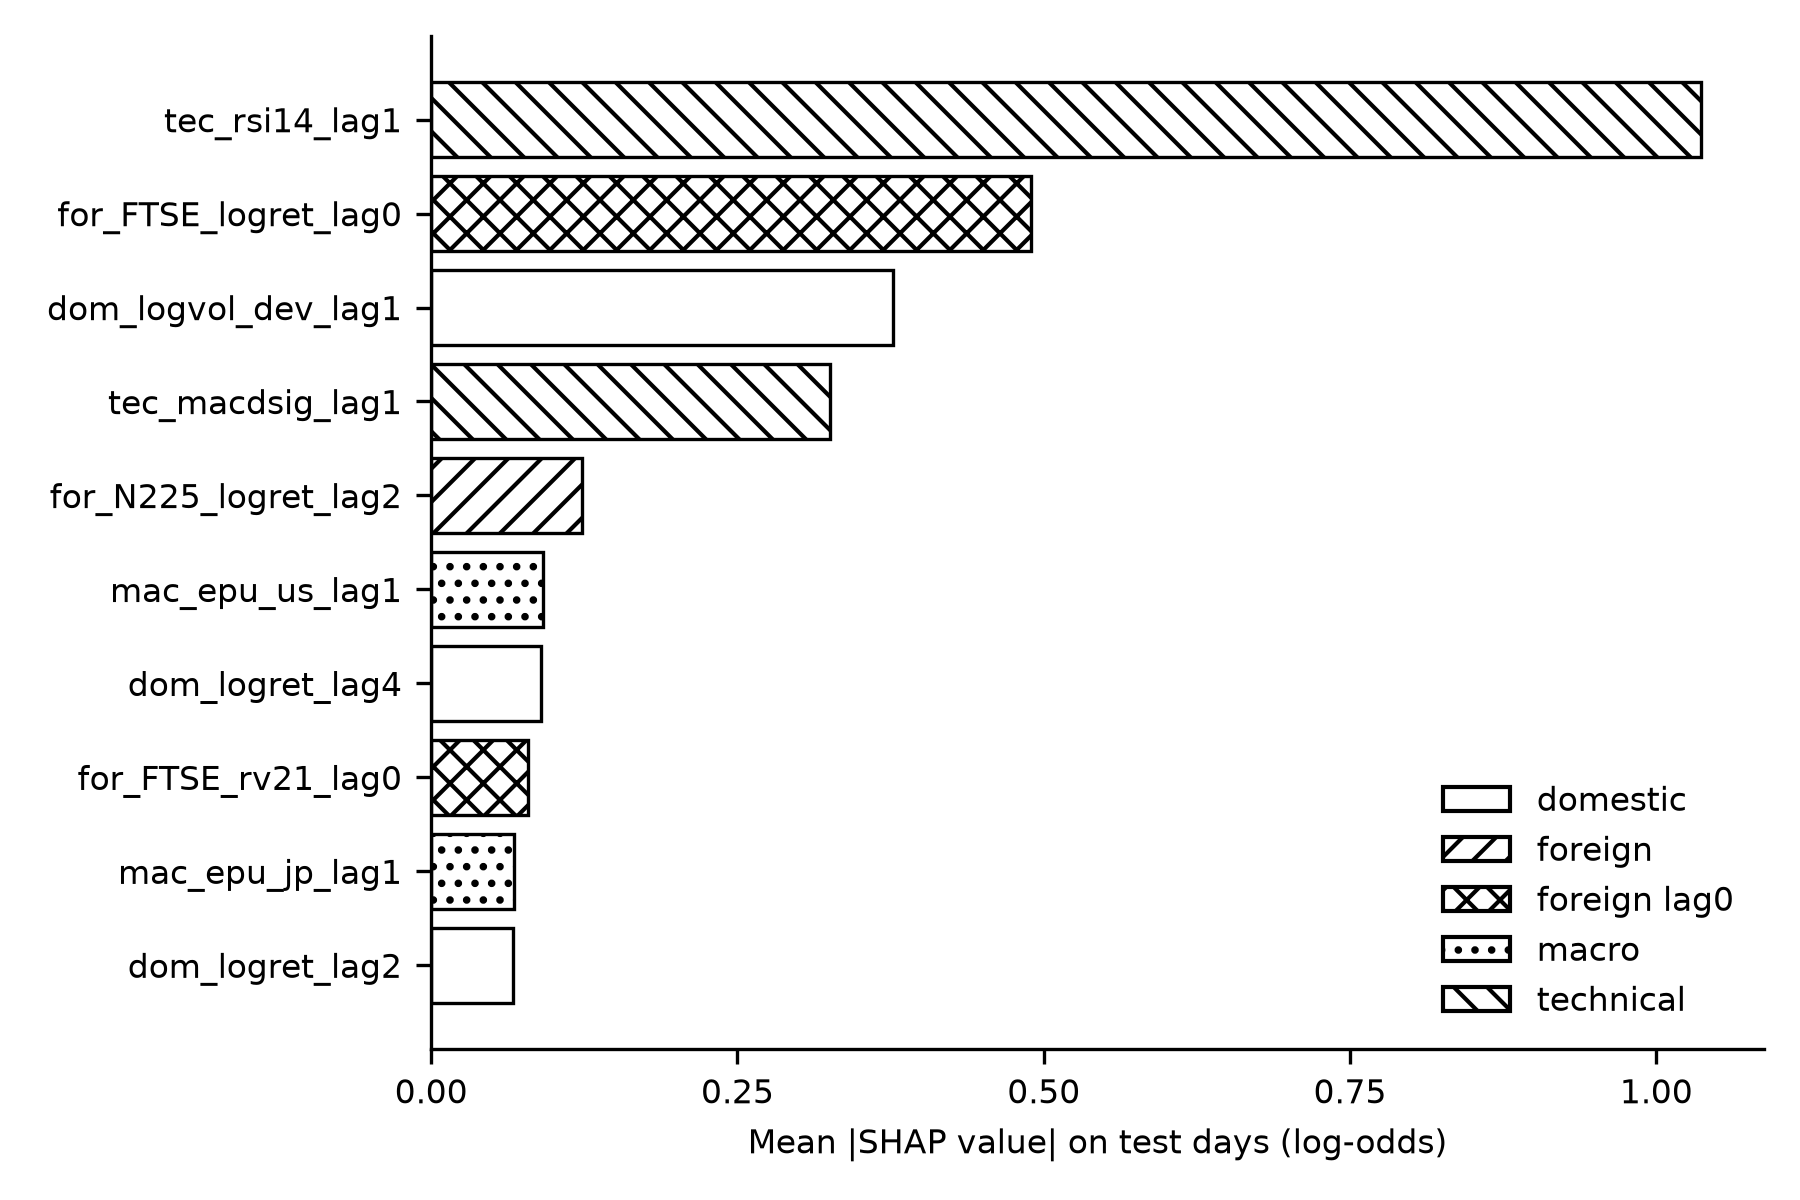 tec_rsi14_lag1
for_FTSE_logret_lag0
dom_logvol_dev_lag1
tec_macdsig_lag1
for_N225_logret_lag2
mac_epu_us_lag1
dom_logret_lag4
for_FTSE_rv21_lag0
mac_epu_jp_lag1
dom_logret_lag2
domestic
foreign
foreign lag0
macro
technical
0.00 0.25 0.50 0.75 1.00
Mean |SHAP value| on test days (log-odds)